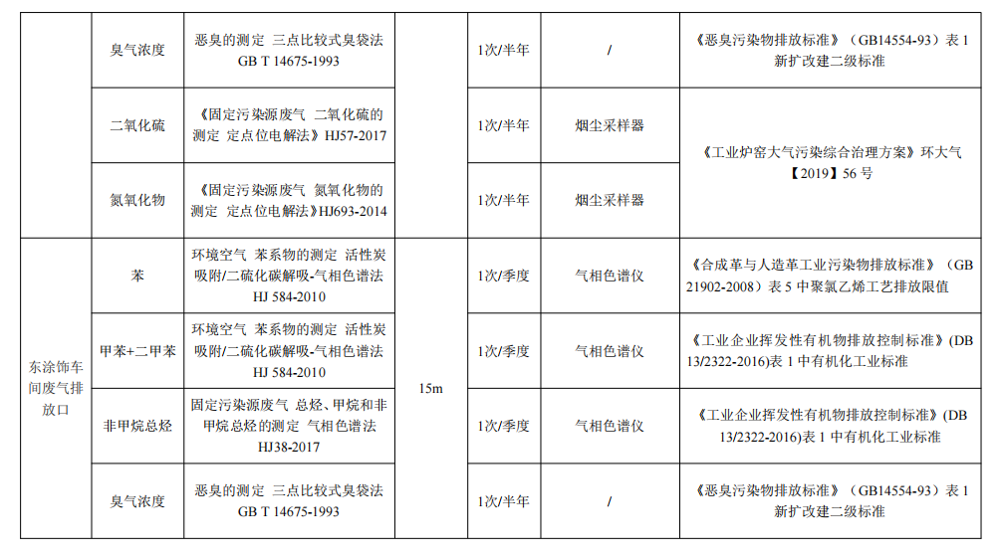 臭气浓度
恶臭的测定 三点比较式臭袋法
GB T 14675-1993
1次/半年
/
《恶臭污染物排放标准》（GB14554-93）表 1
新扩改建二级标准
二氧化硫
《固定污染源废气 二氧化硫的
测定 定点位电解法》HJ57-2017
1次/半年
烟尘采样器
《工业炉窑大气污染综合治理方案》环大气
【2019】56 号
氮氧化物
《固定污染源废气 氮氧化物的
测定 定点位电解法》HJ693-2014
1次/半年
烟尘采样器
东涂饰车
间废气排
放口
苯
环境空气 苯系物的测定 活性炭
吸附/二硫化碳解吸-气相色谱法
HJ 584-2010
15m
1次/季度
气相色谱仪
《合成革与人造革工业污染物排放标准》（GB
21902-2008）表 5 中聚氯乙烯工艺排放限值
甲苯+二甲苯
环境空气 苯系物的测定 活性炭
吸附/二硫化碳解吸-气相色谱法
HJ 584-2010
1次/季度
气相色谱仪
《工业企业挥发性有机物排放控制标准》(DB
13/2322-2016)表 1 中有机化工业标准
非甲烷总烃
固定污染源废气 总烃、甲烷和非
甲烷总烃的测定 气相色谱法
HJ38-2017
1次/季度
气相色谱仪
《工业企业挥发性有机物排放控制标准》(DB
13/2322-2016)表 1 中有机化工业标准
臭气浓度
恶臭的测定 三点比较式臭袋法
GB T 14675-1993
1次/半年
/
《恶臭污染物排放标准》（GB14554-93）表 1
新扩改建二级标准